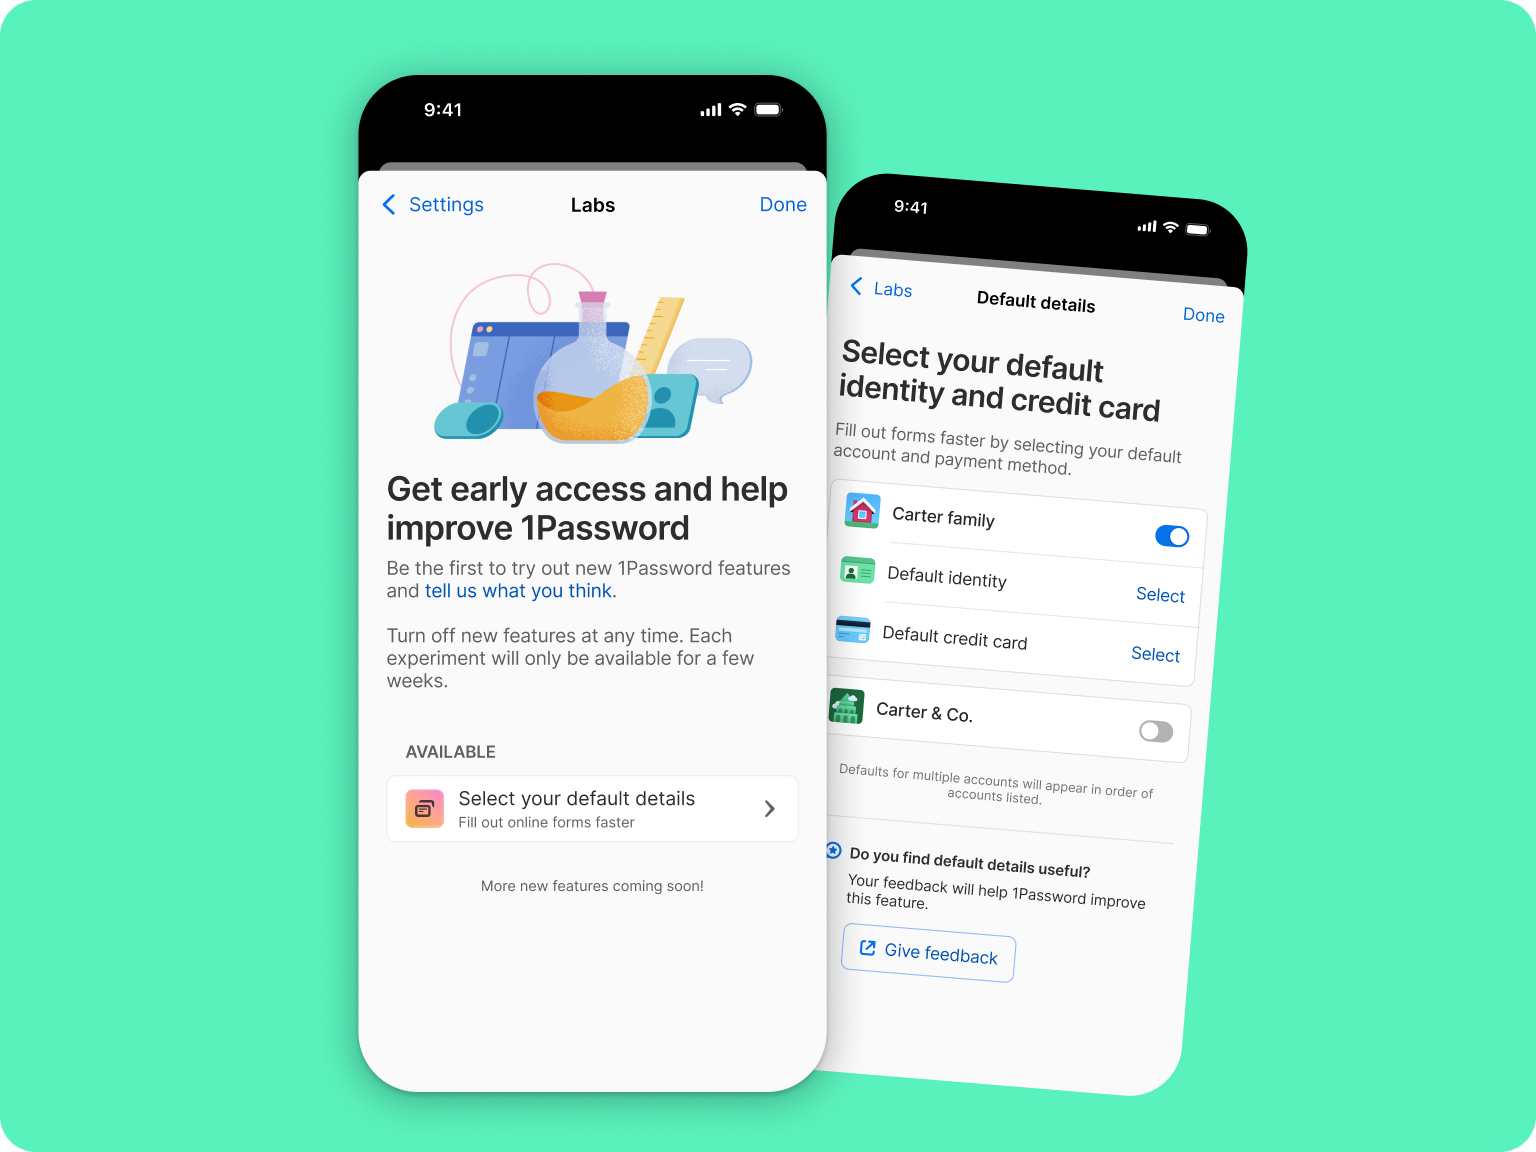 9:41
Settings
Labs
Done
Get early access and help
improve 1Password
Be the first to try out new 1Password features
and tell us what you think.
Turn off new features at any time. Each
experiment will only be available for a few
weeks.
AVAILABLE
Select your default details
Fill out online forms faster
More new features coming soon!
9:41
Labs
Default details
Done
Select your default
identity and credit card
Fill out forms faster by selecting your default
account and payment method.
Carter family
Default identity
Select
Default credit card
Select
Carter & Co.
Defaults for multiple accounts will appear in order of
accounts listed.
Do you find default details useful?
Your feedback will help 1Password improve
this feature.
Give feedback